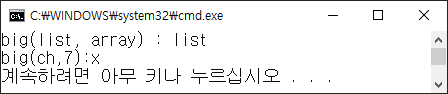 C:₩WINDOWS₩system32₩cmd.exe
big(list, array) : list
big(ch,7):x
계속하려면 아무 키나 누르십시오 . . .